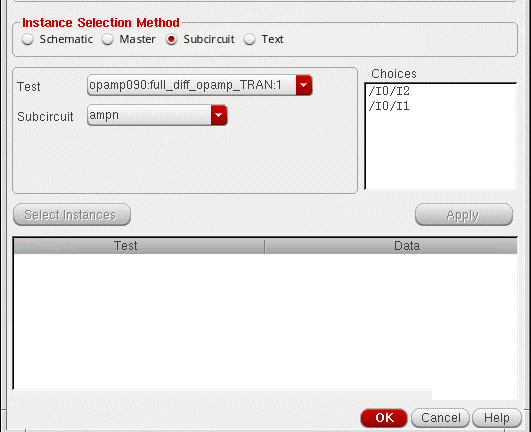 Instance Selection Method
Schematic Master Subcircuit Text
Test opamp090:full_diff_opamp_TRAN:1
Subcircuit ampn
Choices
/I0/I2
/I0/I1
Select Instances Apply
Test Data
OK Cancel Help